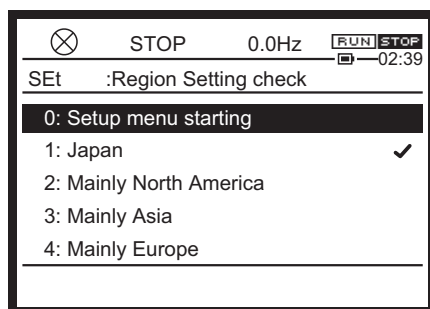 STOP 0.0Hz RUN STOP
02:39
SEt :Region Setting check
0: Setup menu starting
1: Japan
2: Mainly North America
3: Mainly Asia
4: Mainly Europe